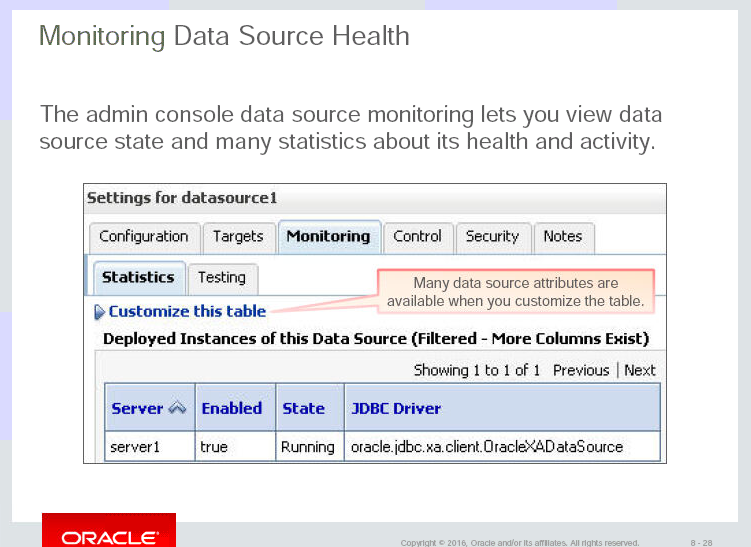 Monitoring Data Source Health
The admin console data source monitoring lets you view data
source state and many statistics about its health and activity.
Settings for datasource1
Configuration Targets Monitoring Control Security Notes
Statistics Testing
Many data source attributes are
available when you customize the table.
Customize this table
Deployed Instances of this Data Source (Filtered - More Columns Exist)
Showing 1 to 1 of 1 Previous | Next
Server Enabled State JDBC Driver
server1 true Running oracle.jdbc.xa.client.OracleXADataSource
ORACLE
Copyright © 2016, Oracle and/or its affiliates. All rights reserved. 8 - 28